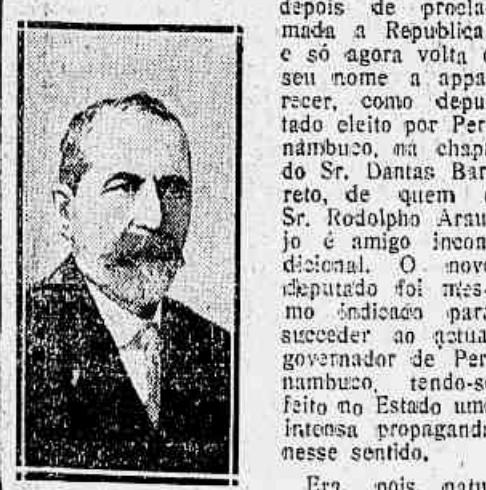 depois de procla-
mada a Republica
e só agora volta o
seu nome a appa-
recer, como depu-
tado eleito por Per-
nambuco, na chapa
do Sr. Dantas Bar-
reto, de quem o
Sr. Rodolpho Arau-
jo é amigo incon-
dicional. O novo
deputado foi mes-
mo indicado para
succeder ao actual
governador de Per-
nambuco, tendo-se
feito no Estado uma
intensa propaganda
nesse sentido.
Era, pois natu-